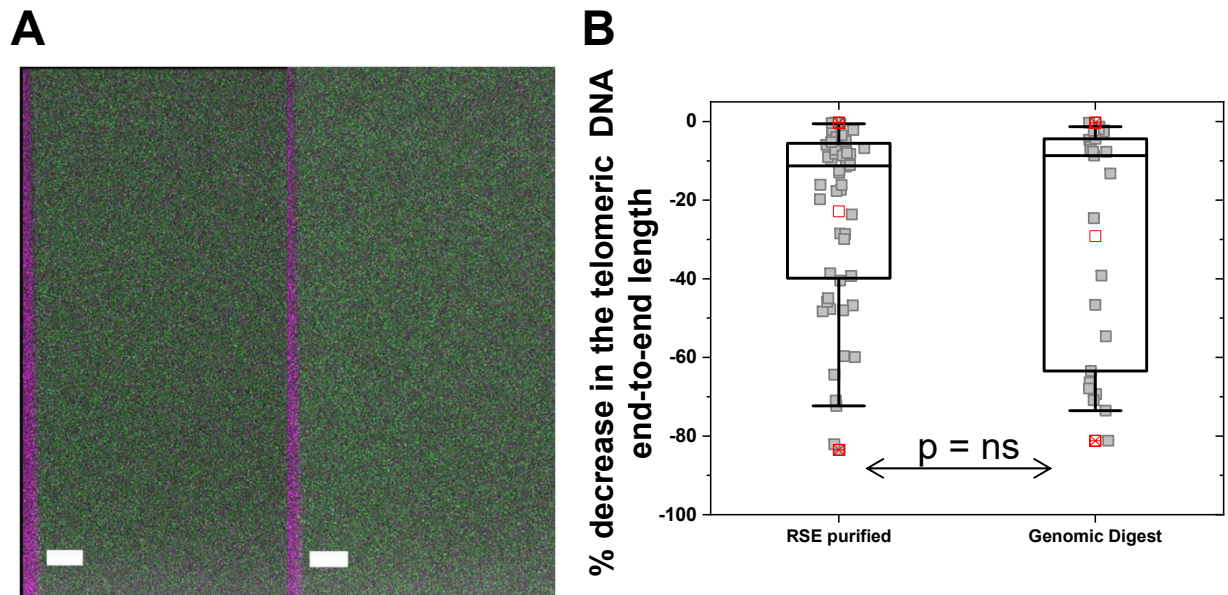 A
B
% decrease in the telomeric DNA
end-to-end length
0
-20
-40
-60
-80
-100
p = ns
RSE purified
Genomic Digest